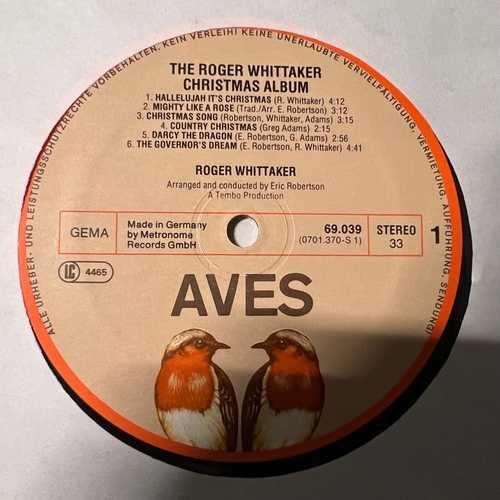 ALLE URHEBER- UND LEISTUNGSSCHUTZRECHTE VORBEHALTEN. KEIN VERLEIH! KEINE UNERLAUBTE VERVIELFÄLTIGUNG, VERMIETUNG, AUFFÜHRUNG, SENDUNG!
THE ROGER WHITTAKER
CHRISTMAS ALBUM
1. HALLELUJAH IT'S CHRISTMAS (R. Whittaker) 4:12
2. MIGHTY LIKE A ROSE (Trad./Arr. E. Robertson) 3:12
3. CHRISTMAS SONG (Robertson, Whittaker, Adams) 3:15
4. COUNTRY CHRISTMAS (Greg Adams) 4:04
5. DARCY THE DRAGON (E. Robertson, G. Adams) 2:56
6. THE GOVERNOR'S DREAM (E. Robertson, R. Whittaker) 4:41
ROGER WHITTAKER
Arranged and conducted by Eric Robertson
A Tembo Production
GEMA
Made in Germany
by Metronome
Records GmbH
69.039
(0701.370-S 1)
STEREO
33
1
LC 4465
AVES